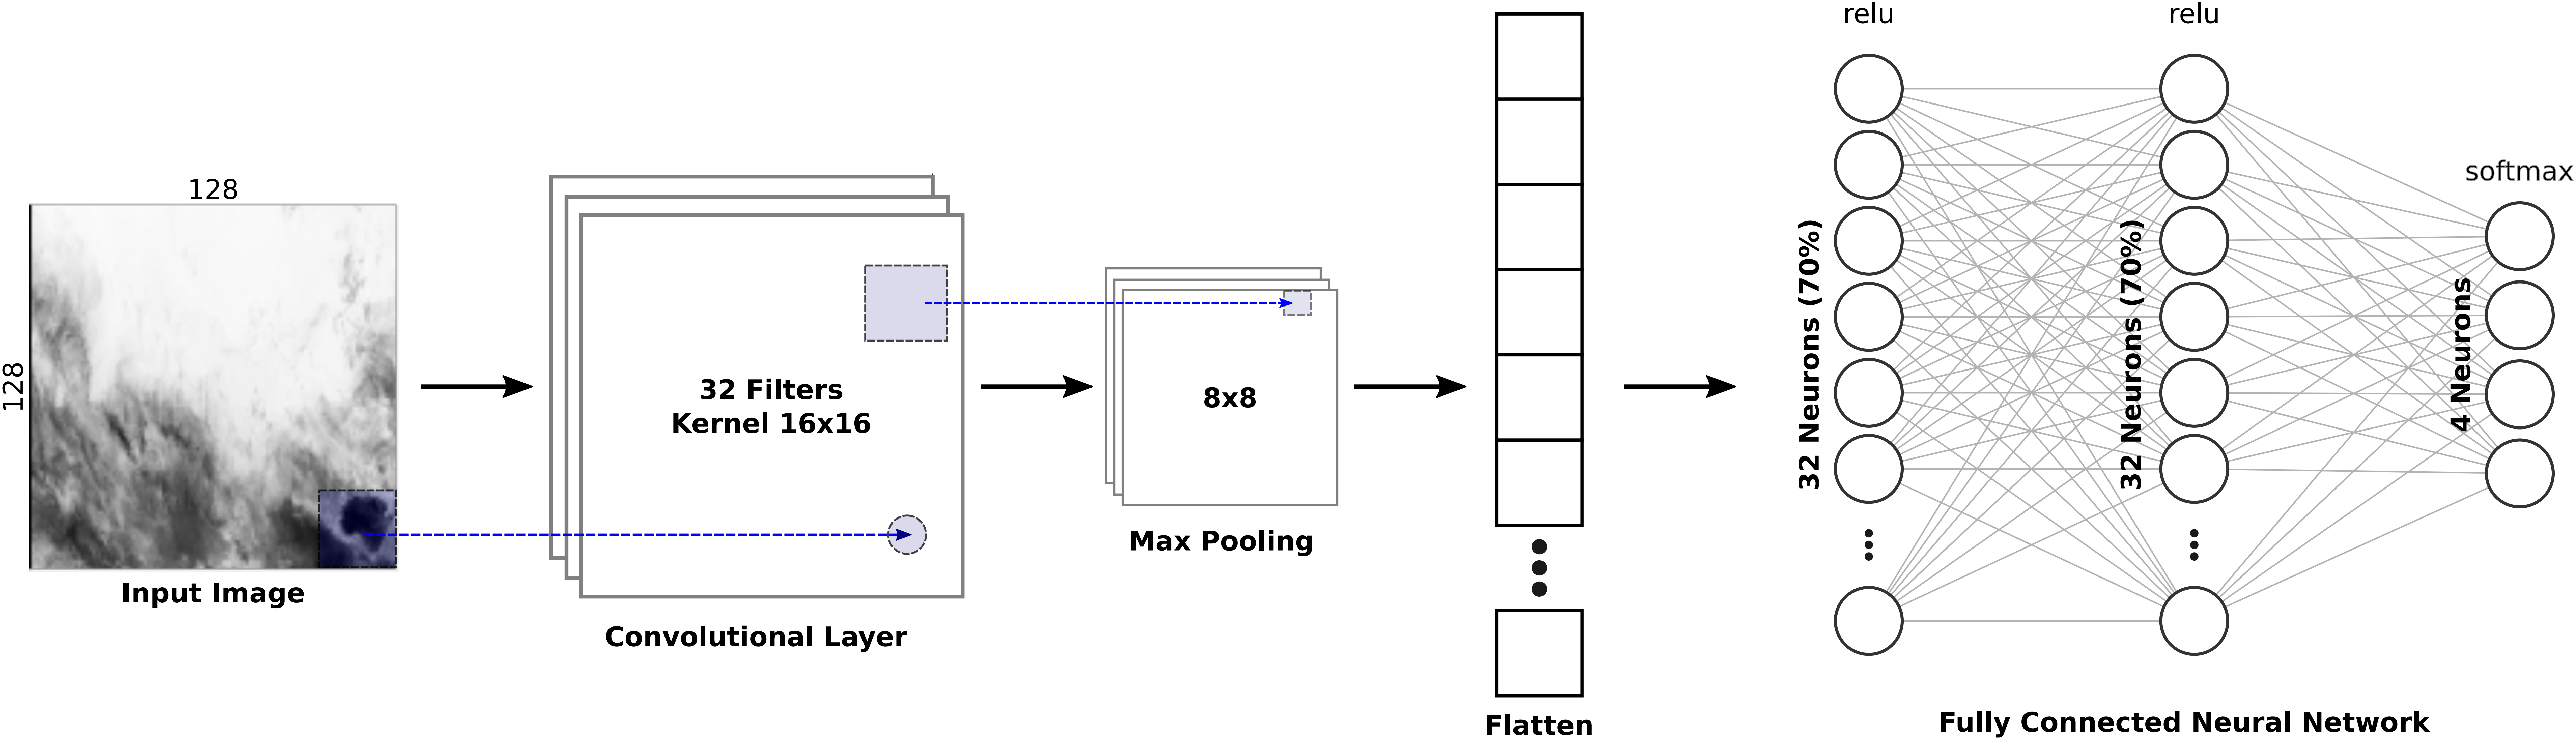 128
128
Input Image
32 Filters
Kernel 16x16
Convolutional Layer
8x8
Max Pooling
Flatten
relu
32 Neurons (70%)
relu
32 Neurons (70%)
softmax
4 Neurons
Fully Connected Neural Network